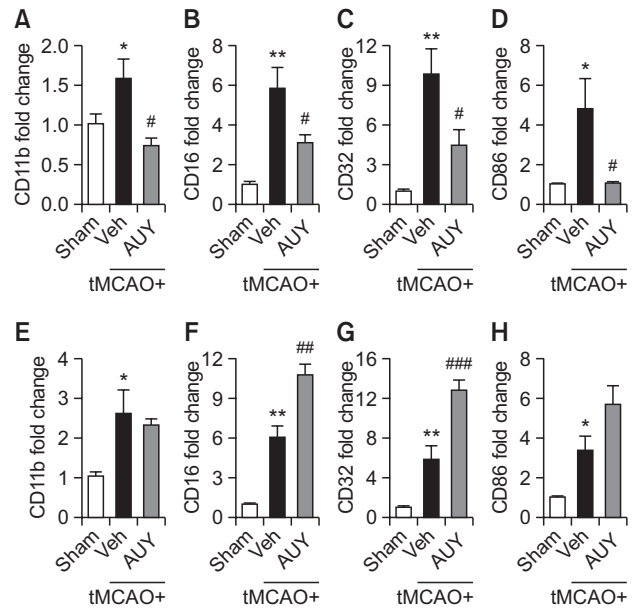 A
CD11b fold change
2.0
1.5
1.0
0.5
0.0
*
#
Sham
Veh
AUY
tMCAO+
B
CD16 fold change
8
6
4
2
0
**
#
Sham
Veh
AUY
tMCAO+
C
CD32 fold change
12
9
6
3
0
**
#
Sham
Veh
AUY
tMCAO+
D
CD86 fold change
8
6
4
2
0
*
#
Sham
Veh
AUY
tMCAO+
E
CD11b fold change
4
3
2
1
0
*
Sham
Veh
AUY
tMCAO+
F
CD16 fold change
12
9
6
3
0
**
##
Sham
Veh
AUY
tMCAO+
G
CD32 fold change
16
12
8
4
0
**
###
Sham
Veh
AUY
tMCAO+
H
CD86 fold change
8
6
4
2
0
*
Sham
Veh
AUY
tMCAO+